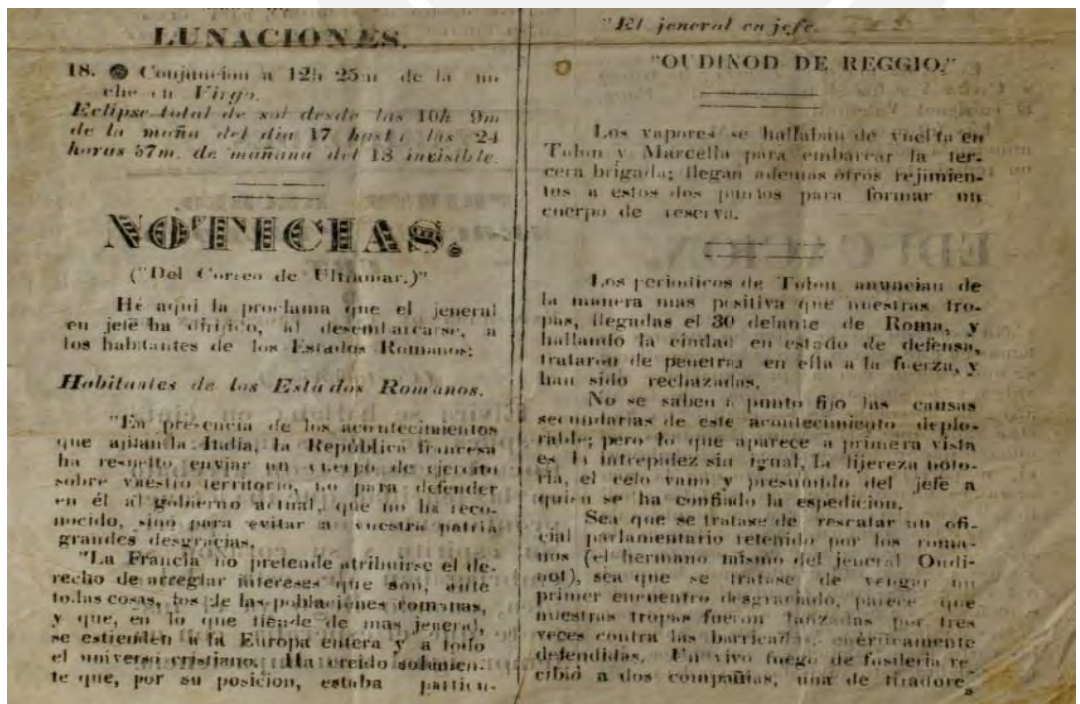 LUNACIONES.
18. Conjuncion a 12h 25m de la no
che en Virgo.
Eclipse total de sol desde las 10h 9m
de la maña del dia 17 hasta las 24
horas 57m. de mañana del 18 invisible.
NOTICIAS.
("Del Correo de Ultramar.)"
Hé aqui la proclama que el jeneral
en jefe ha dirijido, al desembarcarse, a
los habitantes de los Estados Romanos:
Habitantes de los Estados Romanos.
"En presencia de los acontecimientos
que ajitan la Italia, la República francesa
ha resuelto enviar un cuerpo de ejercito
sobre vuestro territorio, no para defender
en él al gobierno actual, que no ha reco-
nocido, sinó para evitar a vuestra patria
grandes desgracias.
"La Francia no pretende atribuirse el de-
recho de arreglar intereses que son, ante
todas cosas, los de las poblaciones romanas,
y que, en lo que tiende de mas jeneral,
se estienden a la Europa entera y a todo
el universo cristiano. Ha creido solamen-
te que, por su posicion, estaba particu-
"El jeneral en jefe.
"OUDINOD DE REGGIO."
Los vapores se hallaban de vuelta en
Tolon y Marcella para embarcar la ter-
cera brigada; llegan ademas otros rejimien-
tos a estos dos puntos para formar un
cuerpo de reserva.
Los periodicos de Tolon anuncian de
la manera mas positiva que nuestras tro-
pas, llegadas el 30 delante de Roma, y
hallando la ciudad en estado de defensa,
trataron de penetrar en ella a la fuerza, y
han sido rechazadas.
No se saben a punto fijo las causas
secundarias de este acontecimiento deplo-
rable; pero lo que aparece a primera vista
es la intrepidez sin igual, la lijereza noto-
ria, el celo vano y presumido del jefe a
quien se ha confiado la espedicion.
Sea que se tratase de rescatar un ofi-
cial parlamentario retenido por los roma-
nos (el hermano mismo del jeneral Oudi-
not), sea que se tratase de vengar un
primer encuentro desgraciado, parece que
nuestras tropas fueron lanzadas por tres
veces contra las barricadas, enérjicamente
defendidas. Un vivo fuego de fusileria re-
cibió a dos compañias, una de tiradores